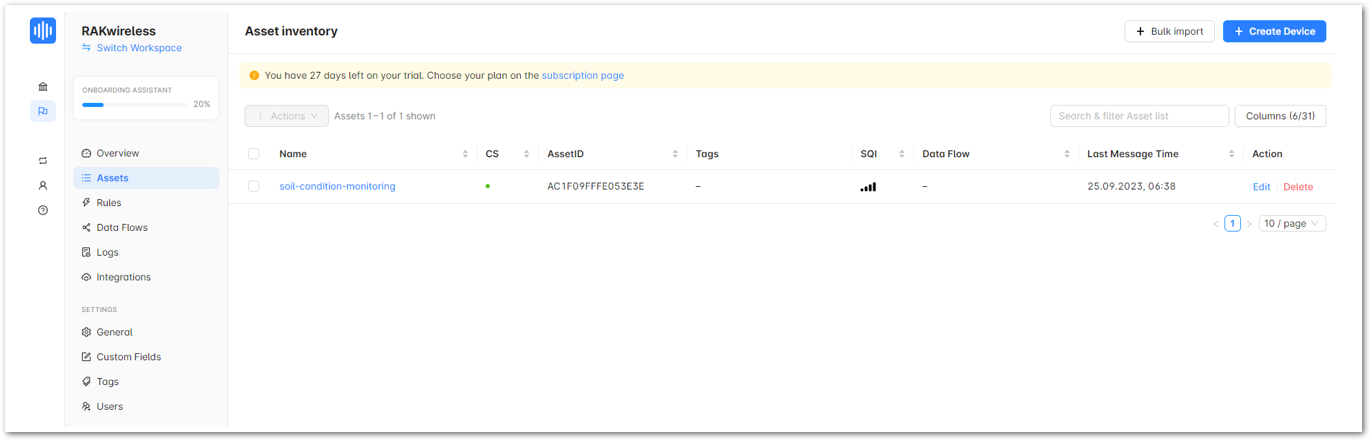 RAKwireless
Switch Workspace
ONBOARDING ASSISTANT
20%
Overview
Assets
Rules
Data Flows
Logs
Integrations
SETTINGS
General
Custom Fields
Tags
Users
Asset inventory
+ Bulk import
+ Create Device
You have 27 days left on your trial. Choose your plan on the subscription page
Actions
Assets 1–1 of 1 shown
Search & filter Asset list
Columns (6/31)
Name CS AssetID Tags SQI Data Flow Last Message Time Action
soil-condition-monitoring AC1F09FFFE053E3E – – 25.09.2023, 06:38 Edit Delete
< 1 > 10 / page